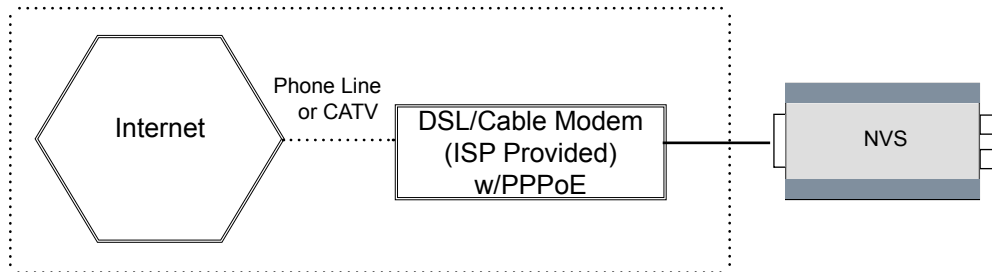 Internet
Phone Line
or CATV
DSL/Cable Modem
(ISP Provided)
w/PPPoE
NVS